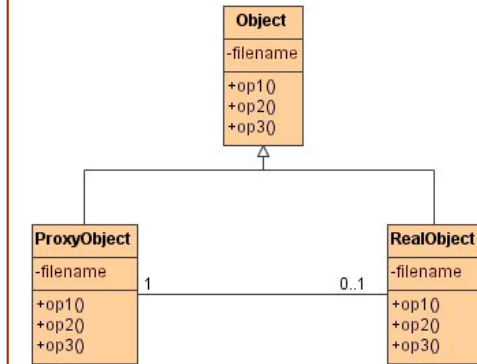 Object
-filename
+op1()
+op2()
+op3()
ProxyObject
-filename
+op1()
+op2()
+op3()
1
0..1
RealObject
-filename
+op1()
+op2()
+op3()